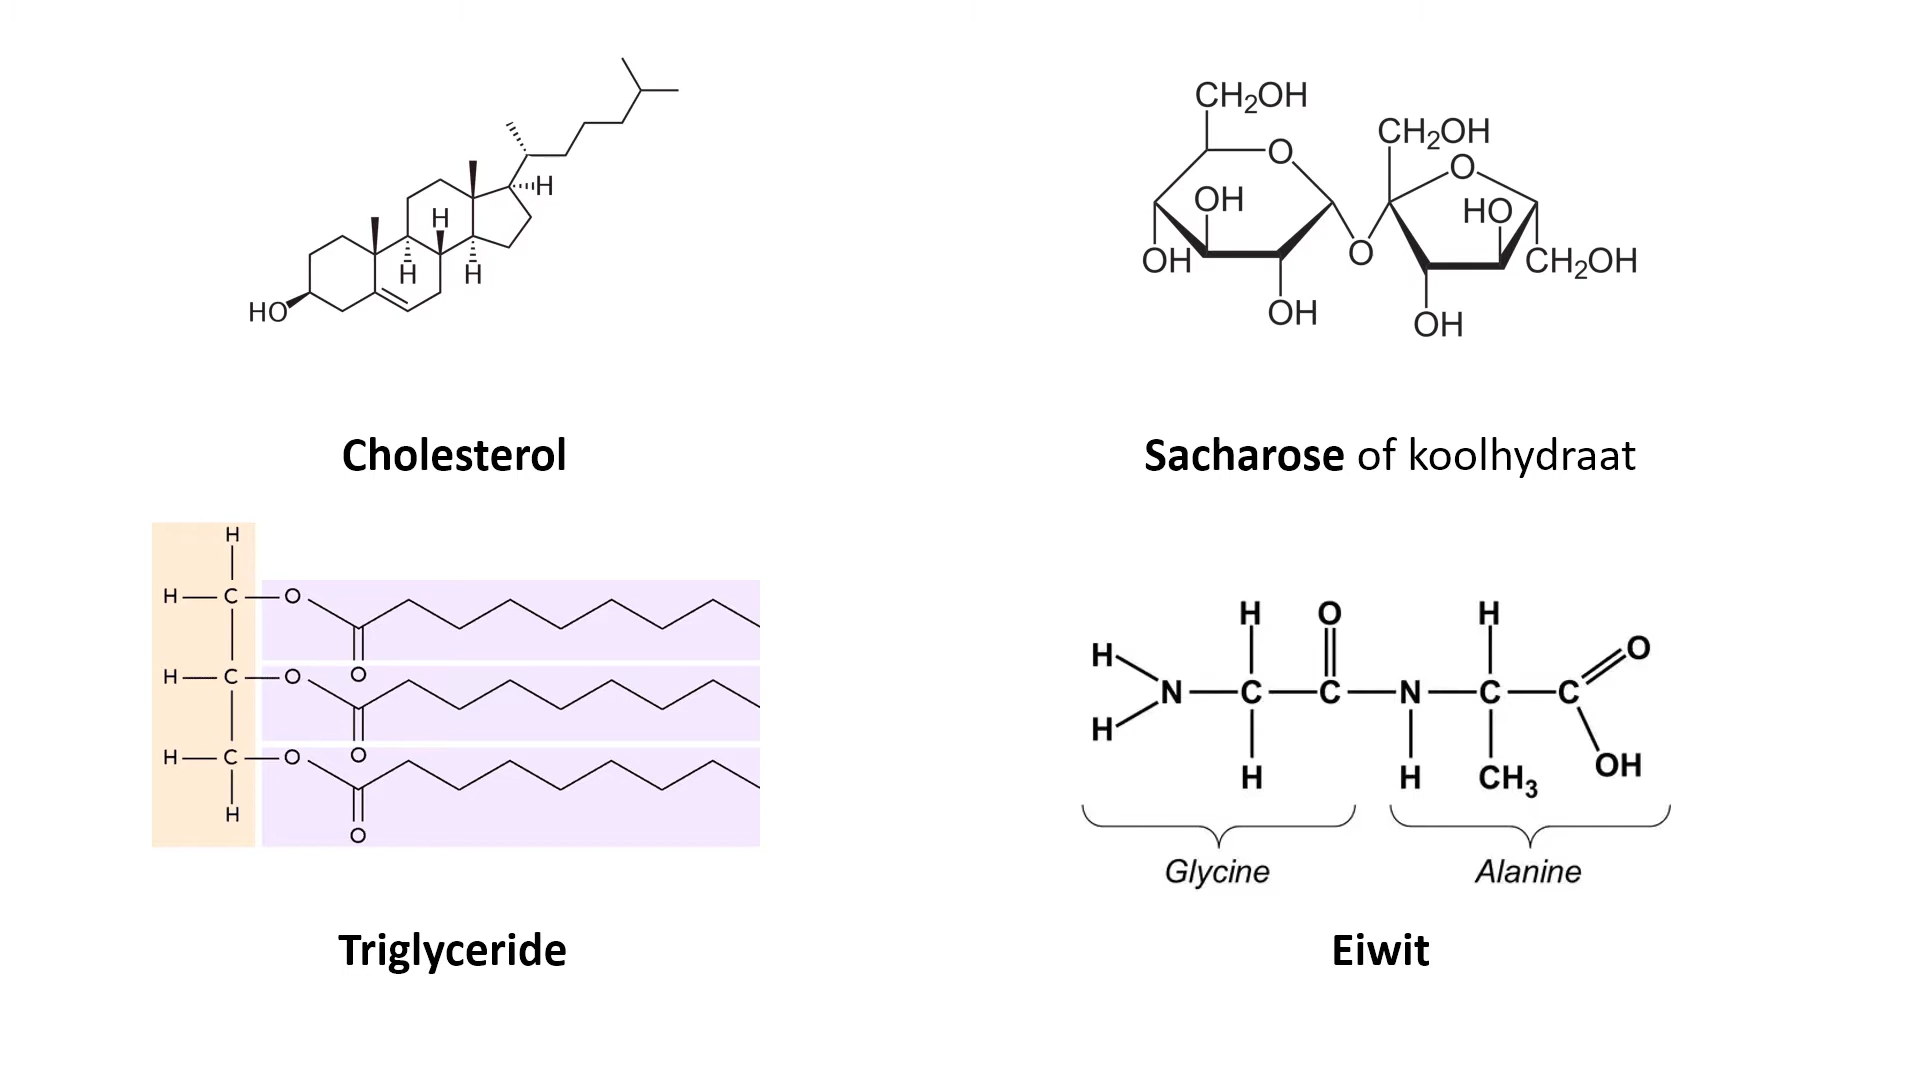 CH₂OH
CH₂OH
O
O
OH
HO
H
H
OH
O
CH₂OH
H
H
HO
OH
OH
Cholesterol
Sacharose of koolhydraat
H
H C O
O
H C O
O
H C O
H
O
H O H
O
H
N C C N C C
H
OH
H H CH₃
Glycine Alanine
Triglyceride
Eiwit